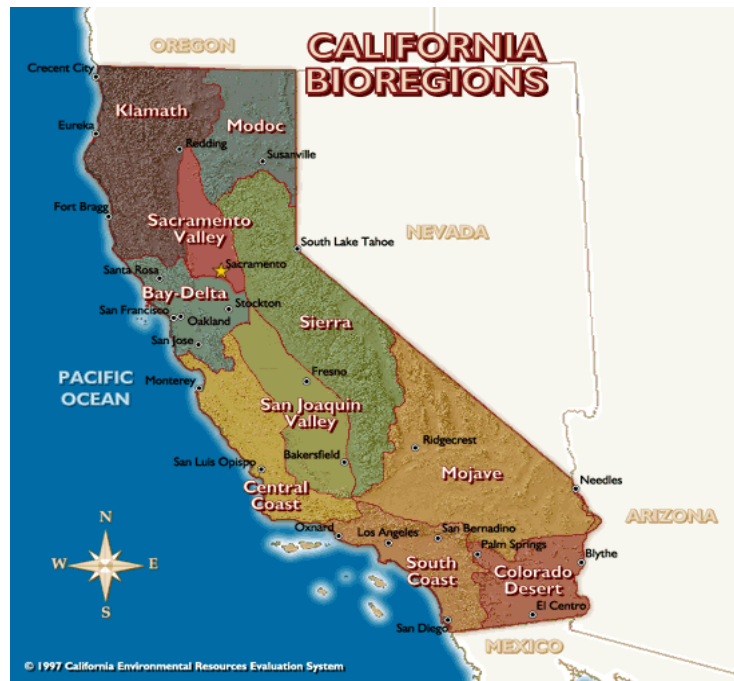 CALIFORNIA
BIOREGIONS
OREGON
Crecent City
Klamath
Modoc
Eureka
Redding
Susanville
Fort Bragg
Sacramento
Valley
South Lake Tahoe
NEVADA
Sacramento
Santa Rosa
Bay-Delta
Stockton
San Francisco
Oakland
Sierra
San Jose
PACIFIC
OCEAN
Monterey
Fresno
San Joaquin
Valley
Ridgecrest
San Luis Opispo
Bakersfield
Mojave
Needles
Central
Coast
ARIZONA
Oxnard
Los Angeles
San Bernadino
Palm Springs
Blythe
South
Coast
Colorado
Desert
El Centro
San Diego
MEXICO
N
W
E
S
© 1997 California Environmental Resources Evaluation System